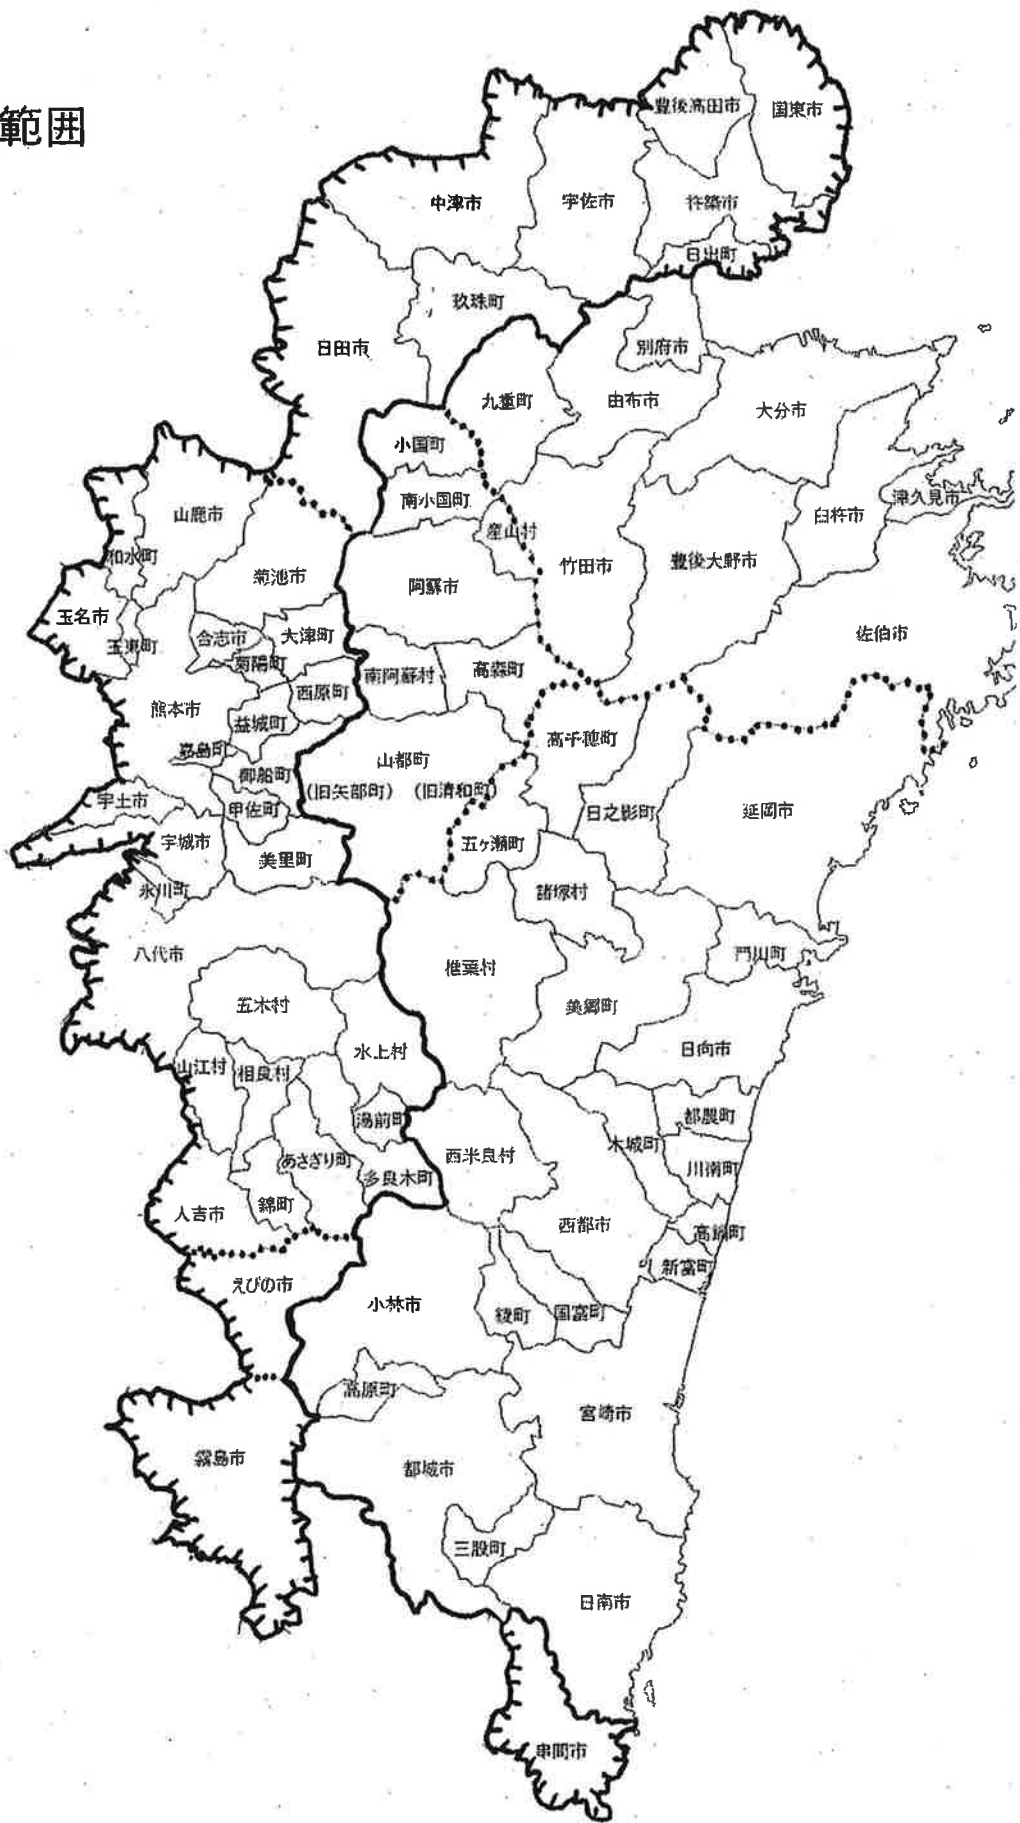 範囲
豊後高田市
国東市
中津市
宇佐市
杵築市
日出町
玖珠町
日田市
別府市
九重町
由布市
大分市
小国町
南小国町
産山村
津久見市
臼杵市
山鹿市
和水町
菊池市
阿蘇市
竹田市
豊後大野市
玉名市
玉東町
合志市
大津町
佐伯市
菊陽町
南阿蘇村
高森町
西原町
熊本市
益城町
嘉島町
高千穂町
山都町
御船町
(旧矢部町)
(旧清和町)
宇土市
甲佐町
日之影町
延岡市
宇城市
美里町
五ヶ瀬町
氷川町
諸塚村
八代市
椎葉村
門川町
五木村
美郷町
水上村
日向市
山江村
相良村
湯前町
都農町
木城町
西米良村
川南町
あさぎり町
多良木町
錦町
人吉市
西都市
高鍋町
新富町
えびの市
小林市
綾町
国富町
高原町
宮崎市
霧島市
都城市
三股町
日南市
串間市